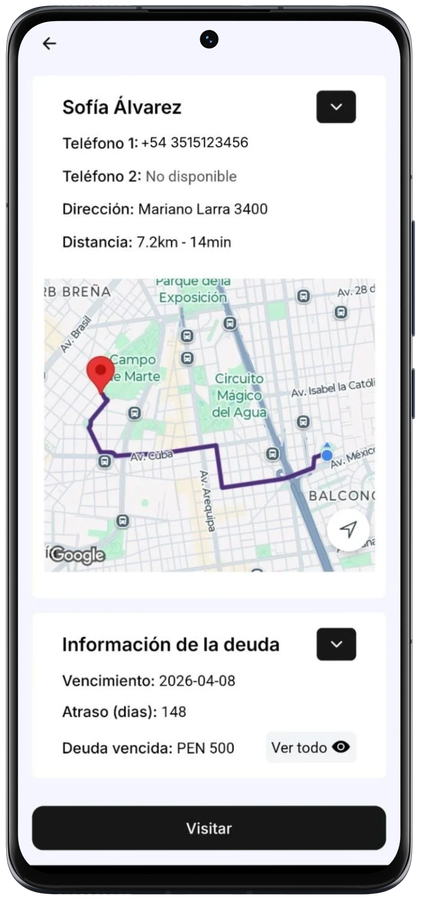 Sofía Álvarez
Teléfono 1: +54 3515123456
Teléfono 2: No disponible
Dirección: Mariano Larra 3400
Distancia: 7.2km - 14min
Parque de la
Exposición
RB BREÑA
Av. 28 d
Av. Brasil
Campo
de Marte
Circuito
Mágico
del Agua
Av. Isabel la Católi
Av. Cuba
Av. México
Av. Arequipa
BALCONC
Google
Información de la deuda
Vencimiento: 2026-04-08
Atraso (dias): 148
Deuda vencida: PEN 500
Ver todo
Visitar